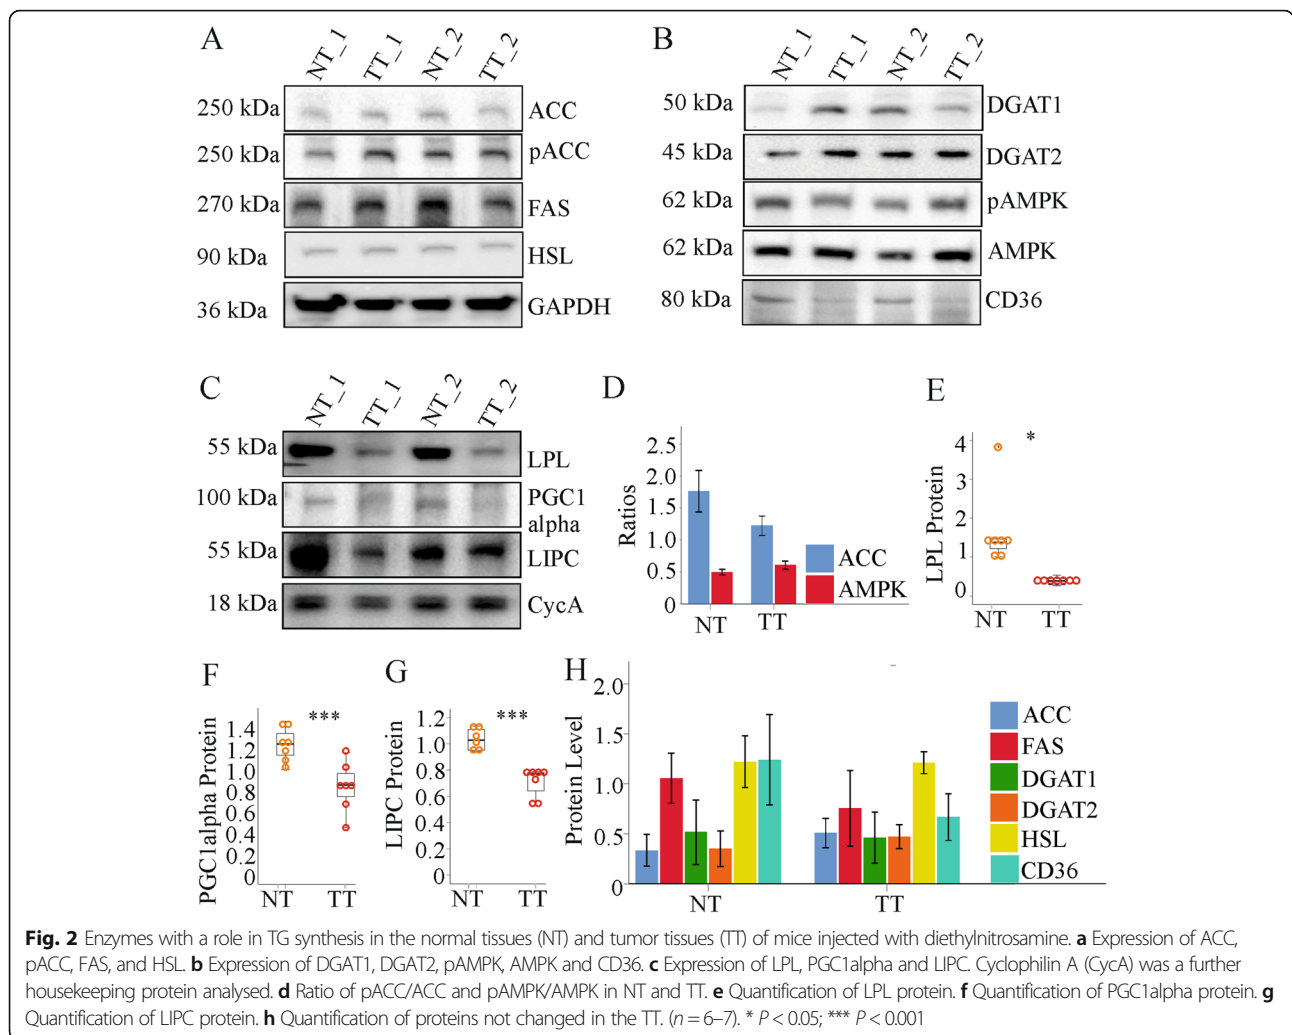 A
NT_1 TT_1 NT_2 TT_2
250 kDa ACC
250 kDa pACC
270 kDa FAS
90 kDa HSL
36 kDa GAPDH
B
NT_1 TT_1 NT_2 TT_2
50 kDa DGAT1
45 kDa DGAT2
62 kDa pAMPK
62 kDa AMPK
80 kDa CD36
C
NT_1 TT_1 NT_2 TT_2
55 kDa LPL
100 kDa PGC1
alpha
55 kDa LIPC
18 kDa CycA
D
Ratios
2.5
2.0
1.5
1.0
0.5
0
NT TT
ACC
AMPK
E
LPL Protein
*
4
3
2
1
0
NT TT
F
PGC1alpha Protein
***
1.4
1.2
1.0
0.8
0.6
0.4
0.2
0
NT TT
G
LIPC Protein
***
1.2
1.0
0.8
0.6
0.4
0.2
0
NT TT
H
Protein Level
2.0
1.5
1.0
0.5
0
NT TT
ACC
FAS
DGAT1
DGAT2
HSL
CD36
Fig. 2 Enzymes with a role in TG synthesis in the normal tissues (NT) and tumor tissues (TT) of mice injected with diethylnitrosamine. a Expression of ACC,
pACC, FAS, and HSL. b Expression of DGAT1, DGAT2, pAMPK, AMPK and CD36. c Expression of LPL, PGC1alpha and LIPC. Cyclophilin A (CycA) was a further
housekeeping protein analysed. d Ratio of pACC/ACC and pAMPK/AMPK in NT and TT. e Quantification of LPL protein. f Quantification of PGC1alpha protein. g
Quantification of LIPC protein. h Quantification of proteins not changed in the TT. (n = 6–7). * P < 0.05; *** P < 0.001